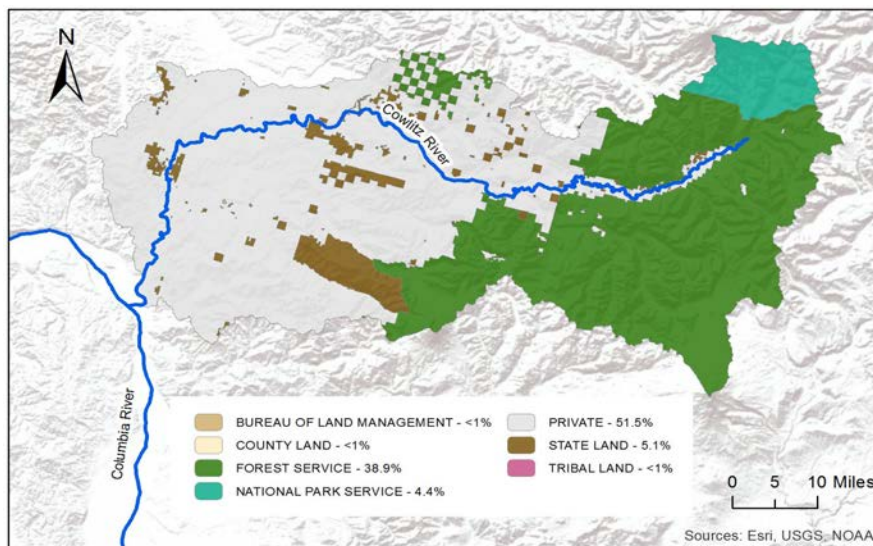 N
Cowlitz River
Columbia River
BUREAU OF LAND MANAGEMENT - <1%
COUNTY LAND - <1%
FOREST SERVICE - 38.9%
NATIONAL PARK SERVICE - 4.4%
PRIVATE - 51.5%
STATE LAND - 5.1%
TRIBAL LAND - <1%
0 5 10 Miles
Sources: Esri, USGS, NOAA